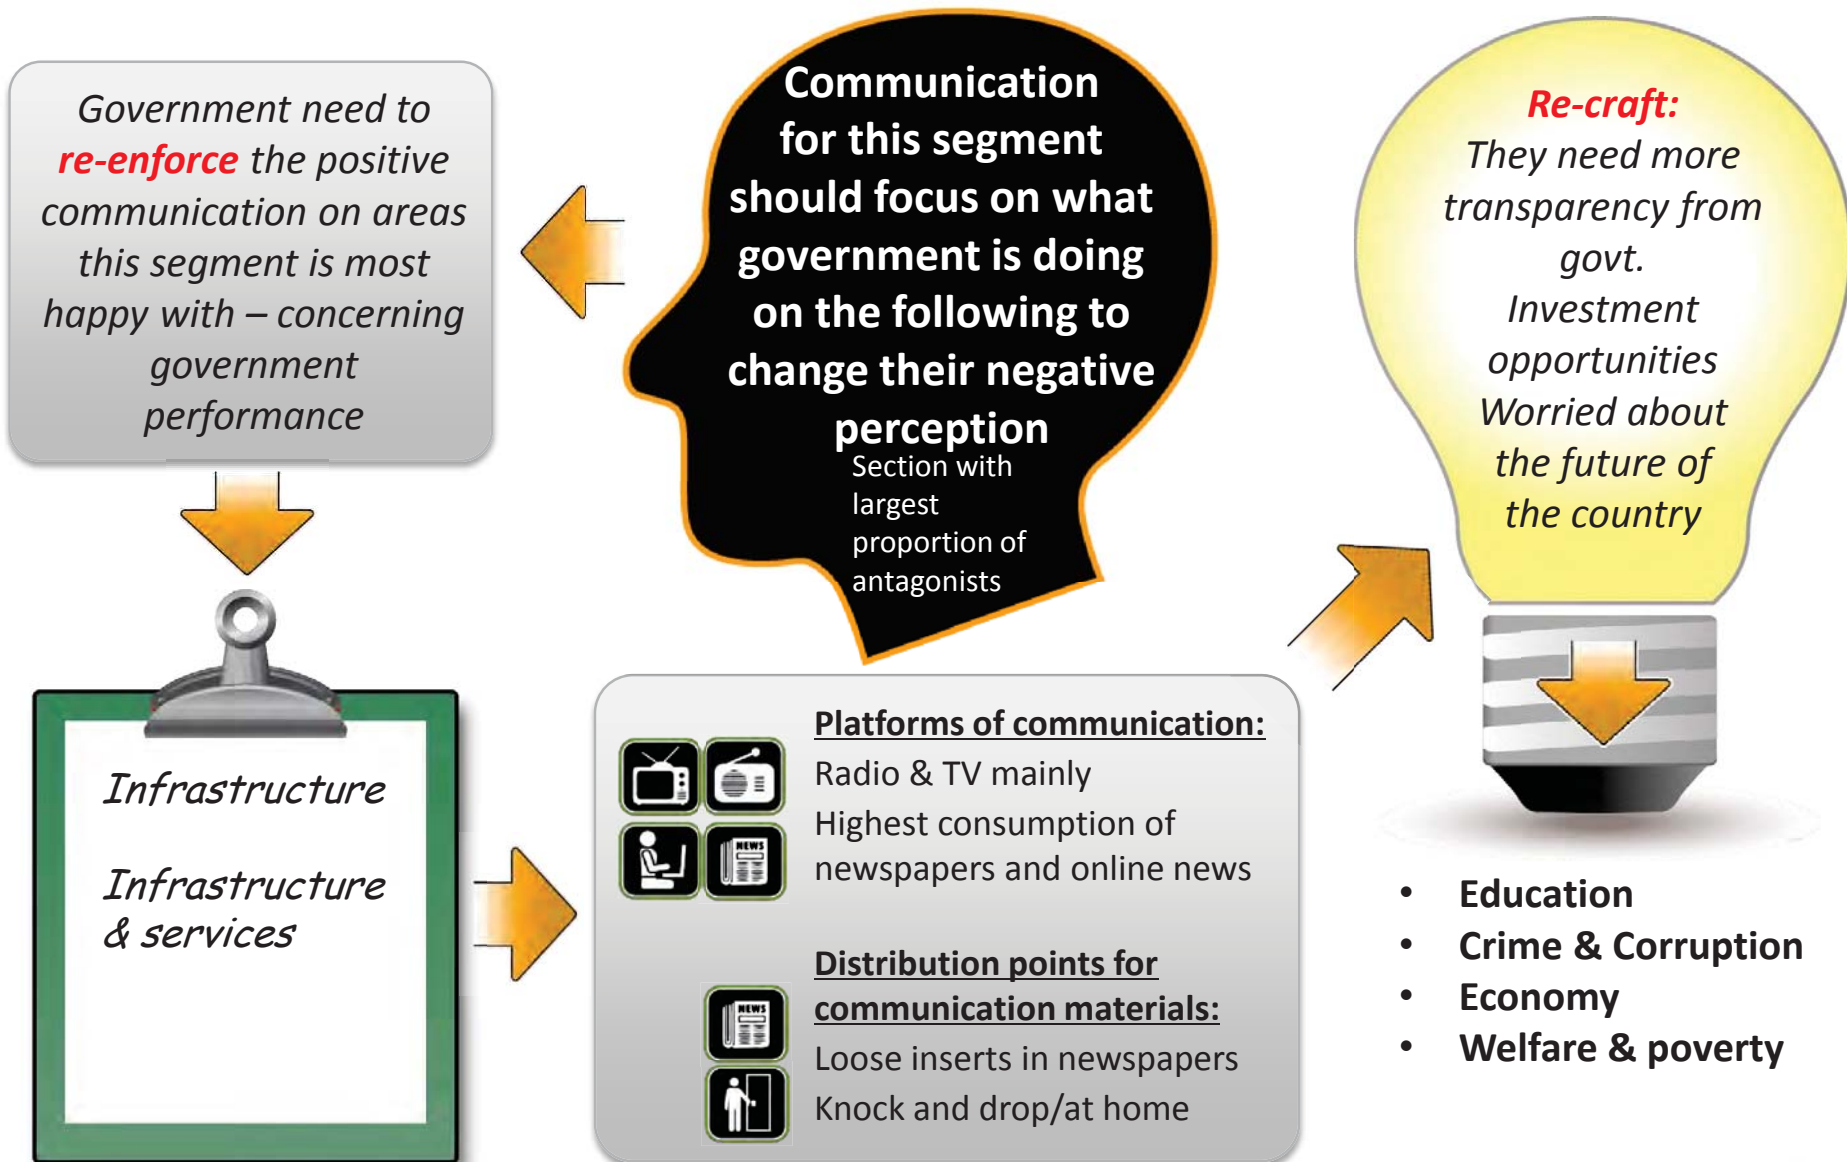 Government need to
re-enforce the positive
communication on areas
this segment is most
happy with – concerning
government
performance
Communication
for this segment
should focus on what
government is doing
on the following to
change their negative
perception
Section with
largest
proportion of
antagonists
Re-craft:
They need more
transparency from
govt.
Investment
opportunities
Worried about
the future of
the country
Infrastructure
Infrastructure
& services
Platforms of communication:
Radio & TV mainly
Highest consumption of
newspapers and online news
NEWS
Distribution points for
communication materials:
NEWS
Loose inserts in newspapers
Knock and drop/at home
• Education
• Crime & Corruption
• Economy
• Welfare & poverty